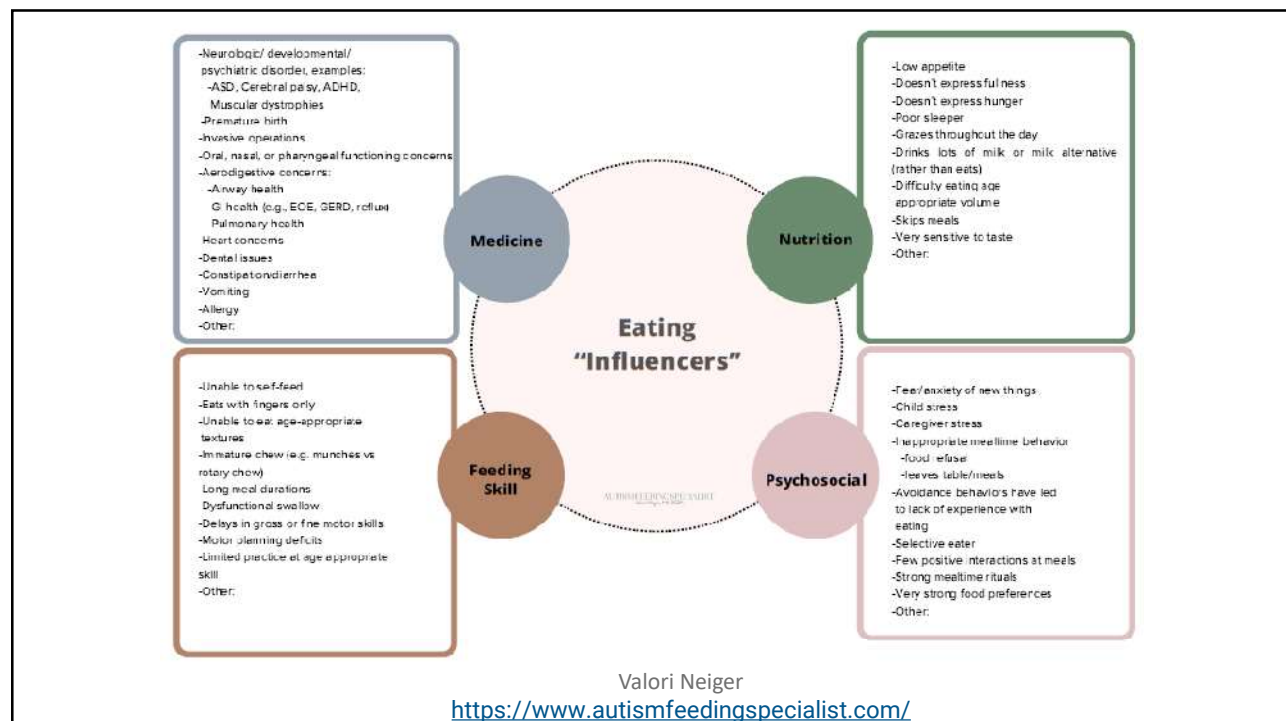 -Neurologic/ developmental/
psychiatric disorder, examples:
-ASD, Cerebral palsy, ADHD,
Muscular dystrophies
-Premature birth
-Invasive operations
-Oral, nasal, or pharyngeal functioning concerns
-Aerodigestive concerns:
-Airway health
GI health (e.g., EOE, GERD, reflux)
Pulmonary health
Heart concerns
-Dental issues
-Constipation/diarrhea
-Vomiting
-Allergy
-Other:
Medicine
-Low appetite
-Doesn't express fullness
-Doesn't express hunger
-Poor sleeper
-Grazes throughout the day
-Drinks lots of milk or milk alternative
(rather than eats)
-Difficulty eating age
appropriate volume
-Skips meals
-Very sensitive to taste
-Other:
Nutrition
Eating
“Influencers”
-Unable to self-feed
-Eats with fingers only
-Unable to eat age-appropriate
textures
-Immature chew (e.g. munches vs
rotary chew)
Long meal durations
Dysfunctional swallow
-Delays in gross or fine motor skills
-Motor planning deficits
-Limited practice at age appropriate
skill
-Other:
Feeding
Skill
-Fear/anxiety of new things
-Child stress
-Caregiver stress
-Inappropriate mealtime behavior
-food refusal
-leaves table/meals
-Avoidance behaviors have led
to lack of experience with
eating
-Selective eater
-Few positive interactions at meals
-Strong mealtime rituals
-Very strong food preferences
-Other:
Psychosocial
AUTISMFEEDINGSPECIALIST
Valori Neiger
https://www.autismfeedingspecialist.com/